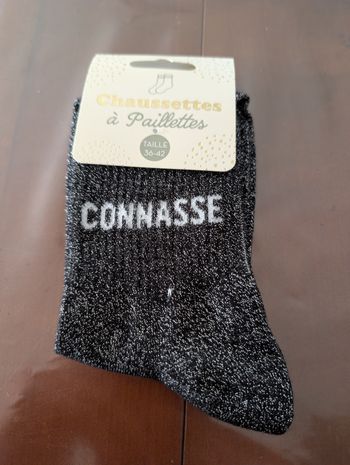 Chaussettes
à Paillettes
TAILLE
36-42
CONNASSE